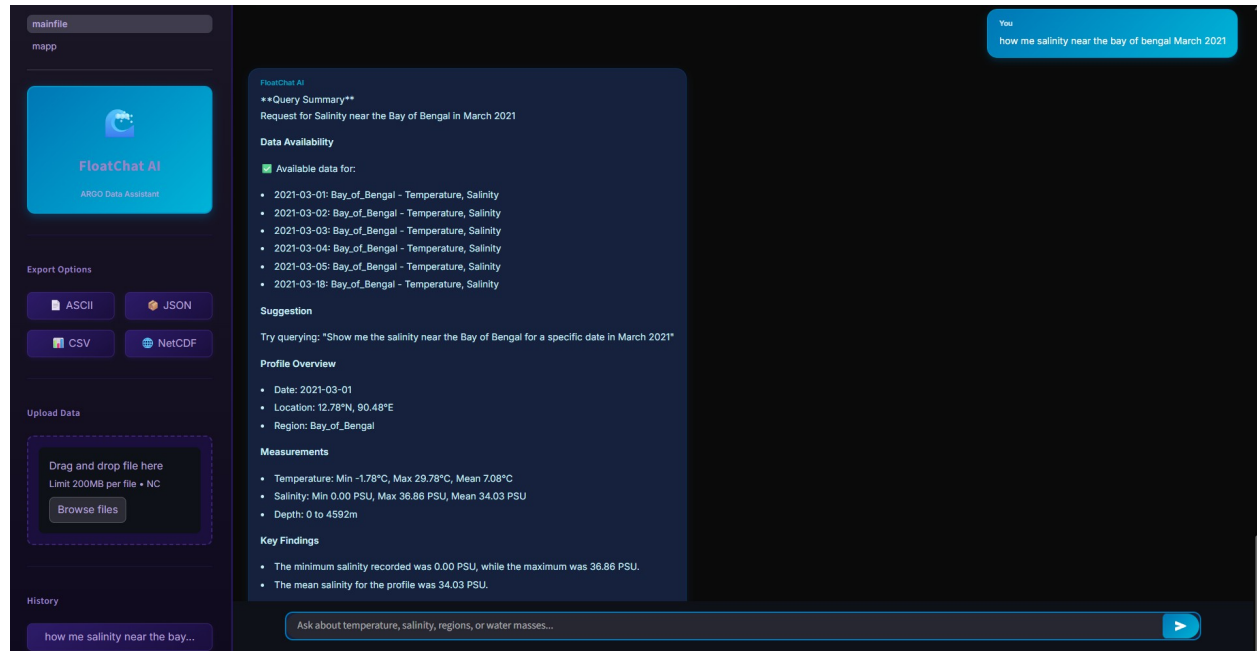 mainfile
mapp
FloatChat AI
ARGO Data Assistant
Export Options
ASCII
JSON
CSV
NetCDF
Upload Data
Drag and drop file here
Limit 200MB per file • NC
Browse files
History
how me salinity near the bay...
You
how me salinity near the bay of bengal March 2021
FloatChat AI
**Query Summary**
Request for Salinity near the Bay of Bengal in March 2021
Data Availability
✅ Available data for:
• 2021-03-01: Bay_of_Bengal - Temperature, Salinity
• 2021-03-02: Bay_of_Bengal - Temperature, Salinity
• 2021-03-03: Bay_of_Bengal - Temperature, Salinity
• 2021-03-04: Bay_of_Bengal - Temperature, Salinity
• 2021-03-05: Bay_of_Bengal - Temperature, Salinity
• 2021-03-18: Bay_of_Bengal - Temperature, Salinity
Suggestion
Try querying: "Show me the salinity near the Bay of Bengal for a specific date in March 2021"
Profile Overview
• Date: 2021-03-01
• Location: 12.78°N, 90.48°E
• Region: Bay_of_Bengal
Measurements
• Temperature: Min -1.78°C, Max 29.78°C, Mean 7.08°C
• Salinity: Min 0.00 PSU, Max 36.86 PSU, Mean 34.03 PSU
• Depth: 0 to 4592m
Key Findings
• The minimum salinity recorded was 0.00 PSU, while the maximum was 36.86 PSU.
• The mean salinity for the profile was 34.03 PSU.
Ask about temperature, salinity, regions, or water masses...